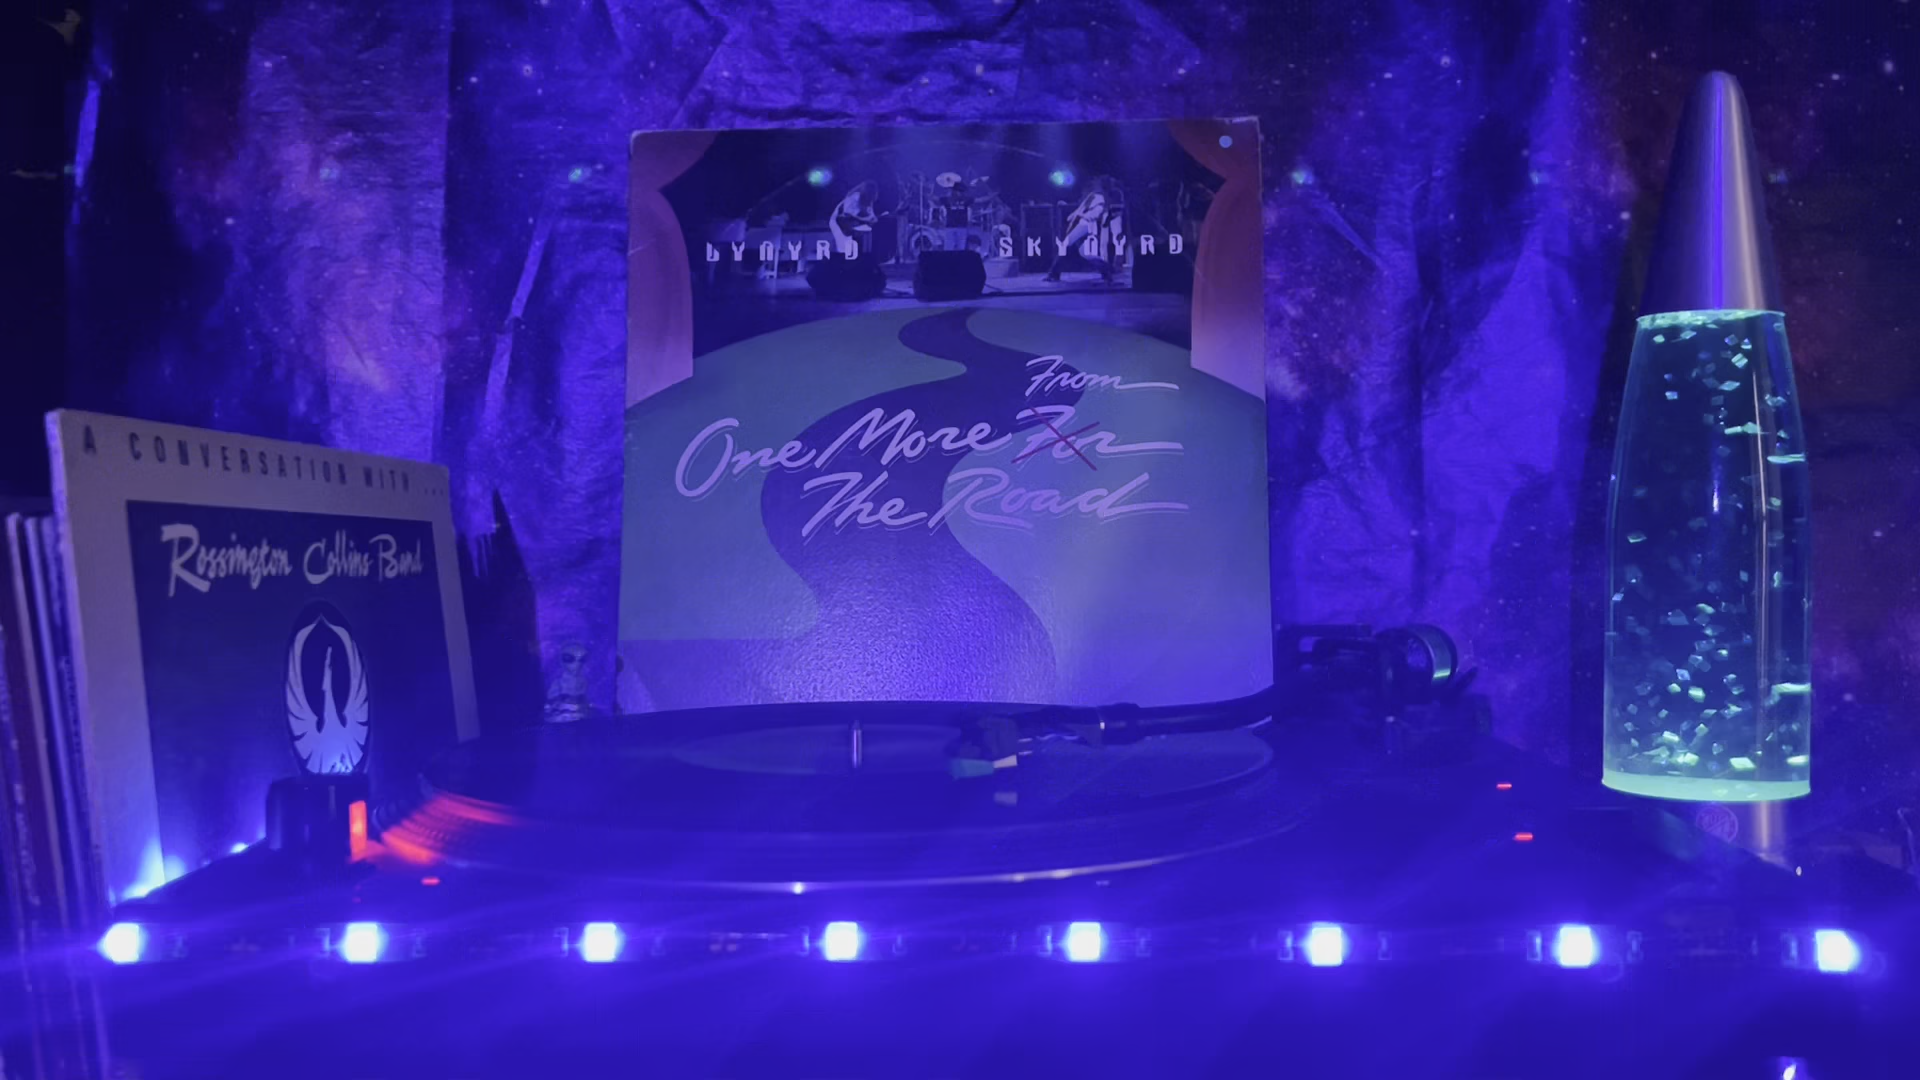 LYNYRD SKYNYRD
From
One More For
The Road
A CONVERSATION WITH ...
Rossington Collins Band